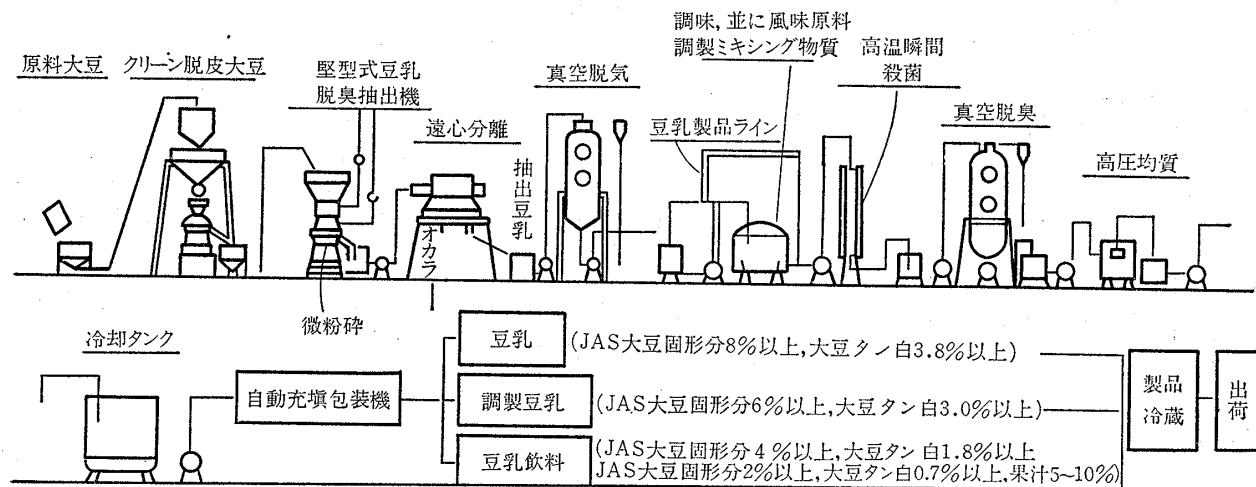 原料大豆
クリーン脱皮大豆
竪型式豆乳
脱臭抽出機
微粉砕
遠心分離
オカラ
抽出豆乳
真空脱気
豆乳製品ライン
調味,並に風味原料
調製ミキシング物質
高温瞬間
殺菌
真空脱臭
高圧均質
冷却タンク
自動充塡包装機
豆乳
(JAS大豆固形分8%以上,大豆タン白3.8%以上)
調製豆乳
(JAS大豆固形分6%以上,大豆タン白3.0%以上)
豆乳飲料
(JAS大豆固形分4%以上,大豆タン白1.8%以上
JAS大豆固形分2%以上,大豆タン白0.7%以上,果汁5~10%)
製品
冷蔵
出荷